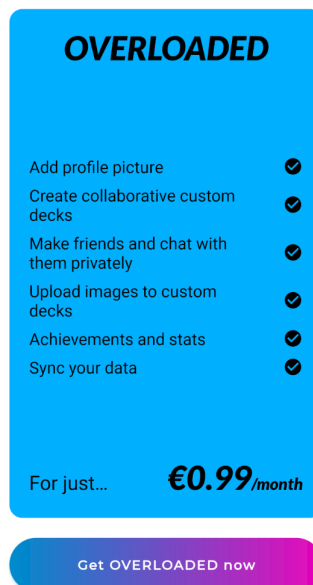 OVERLOADED
Add profile picture
Create collaborative custom
decks
Make friends and chat with
them privately
Upload images to custom
decks
Achievements and stats
Sync your data
For just... €0.99/month
Get OVERLOADED now